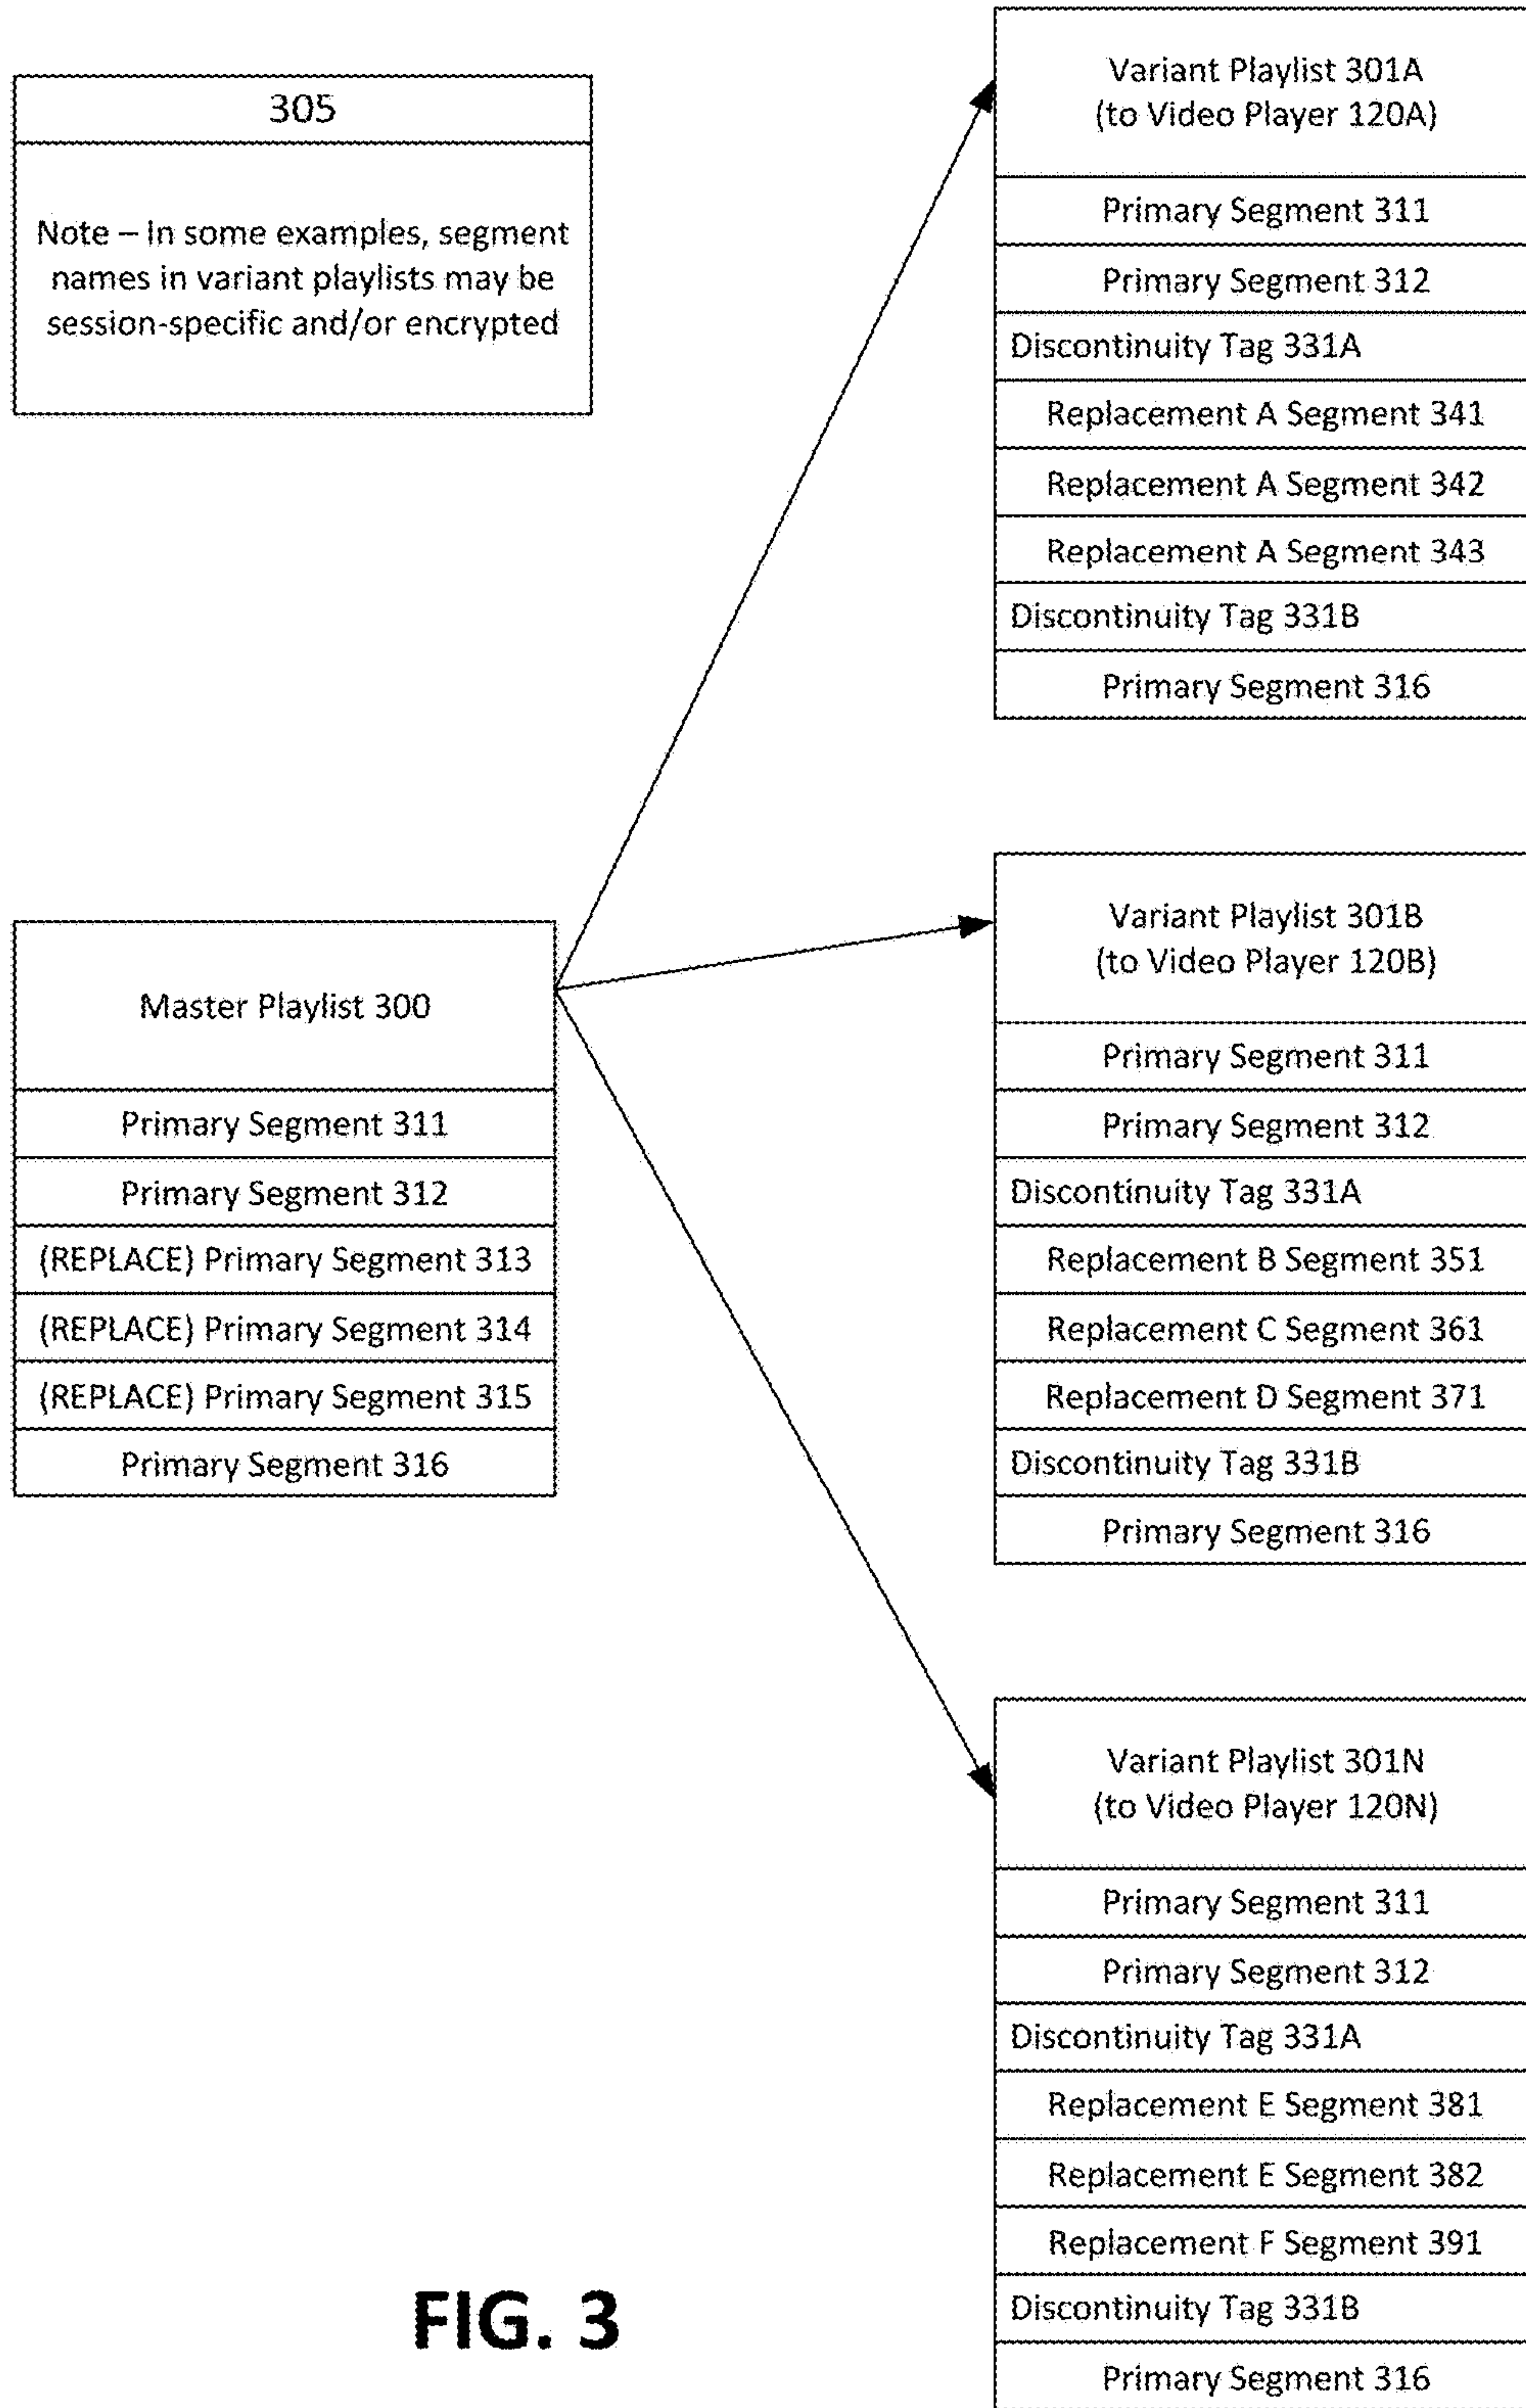 305
Note – In some examples, segment
names in variant playlists may be
session-specific and/or encrypted
Master Playlist 300
Primary Segment 311
Primary Segment 312
(REPLACE) Primary Segment 313
(REPLACE) Primary Segment 314
(REPLACE) Primary Segment 315
Primary Segment 316
Variant Playlist 301A
(to Video Player 120A)
Primary Segment 311
Primary Segment 312
Discontinuity Tag 331A
Replacement A Segment 341
Replacement A Segment 342
Replacement A Segment 343
Discontinuity Tag 331B
Primary Segment 316
Variant Playlist 301B
(to Video Player 120B)
Primary Segment 311
Primary Segment 312
Discontinuity Tag 331A
Replacement B Segment 351
Replacement C Segment 361
Replacement D Segment 371
Discontinuity Tag 331B
Primary Segment 316
Variant Playlist 301N
(to Video Player 120N)
Primary Segment 311
Primary Segment 312
Discontinuity Tag 331A
Replacement E Segment 381
Replacement E Segment 382
Replacement F Segment 391
Discontinuity Tag 331B
Primary Segment 316
FIG. 3